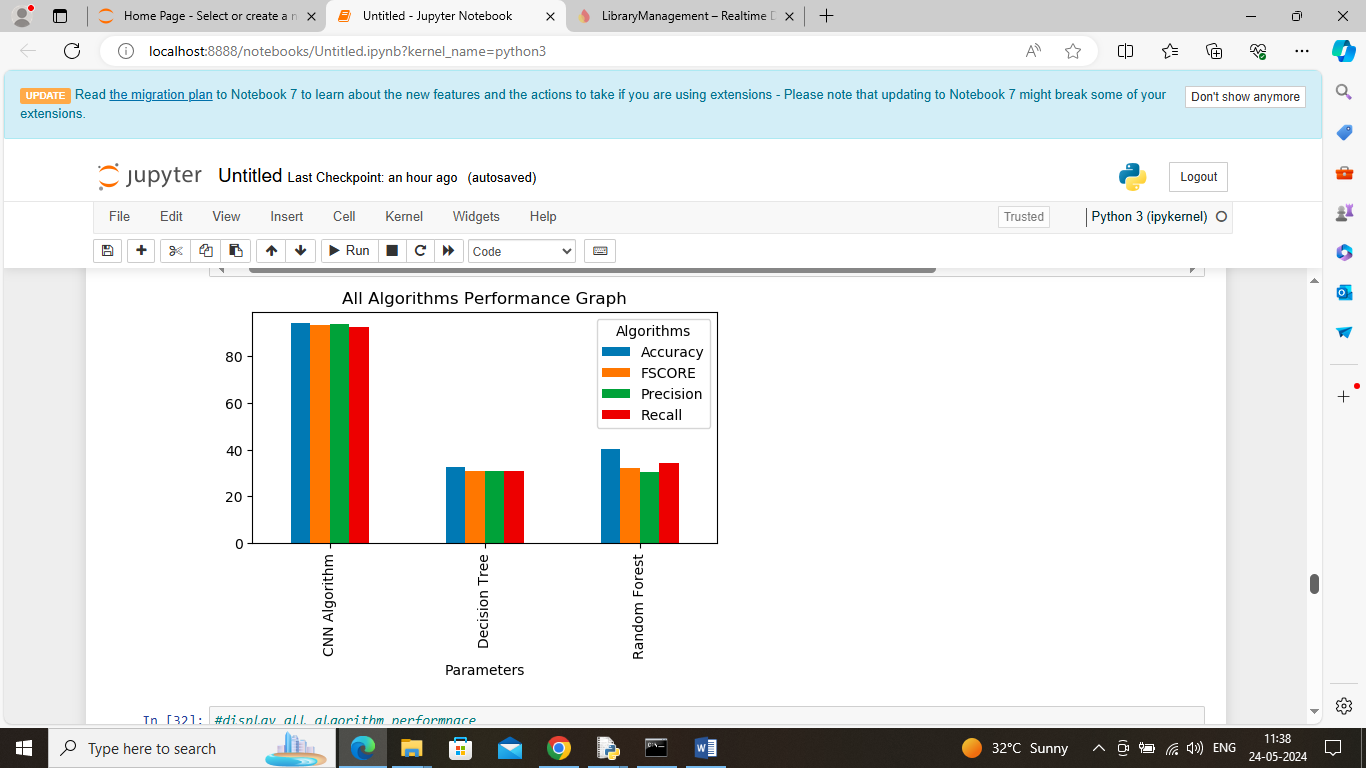 Home Page - Select or create a n
Untitled - Jupyter Notebook
LibraryManagement – Realtime D
localhost:8888/notebooks/Untitled.ipynb?kernel_name=python3
UPDATE Read the migration plan to Notebook 7 to learn about the new features and the actions to take if you are using extensions - Please note that updating to Notebook 7 might break some of your
extensions.
Don't show anymore
jupyter Untitled Last Checkpoint: an hour ago (autosaved)
Logout
File Edit View Insert Cell Kernel Widgets Help
Trusted
Python 3 (ipykernel)
Run
Code
All Algorithms Performance Graph
Algorithms
Accuracy
FSCORE
Precision
Recall
80
60
40
20
0
CNN Algorithm
Decision Tree
Random Forest
Parameters
In [32]: #display all algorithm performnace
Type here to search
32°C Sunny
ENG
11:38
24-05-2024